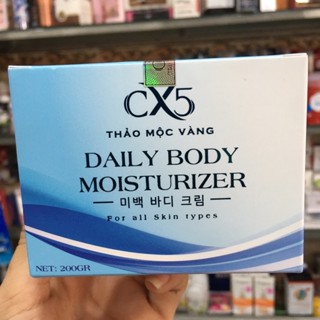 CX5
THẢO MỘC VÀNG
DAILY BODY
MOISTURIZER
미백 바디 크림
For all Skin types
NET: 200GR